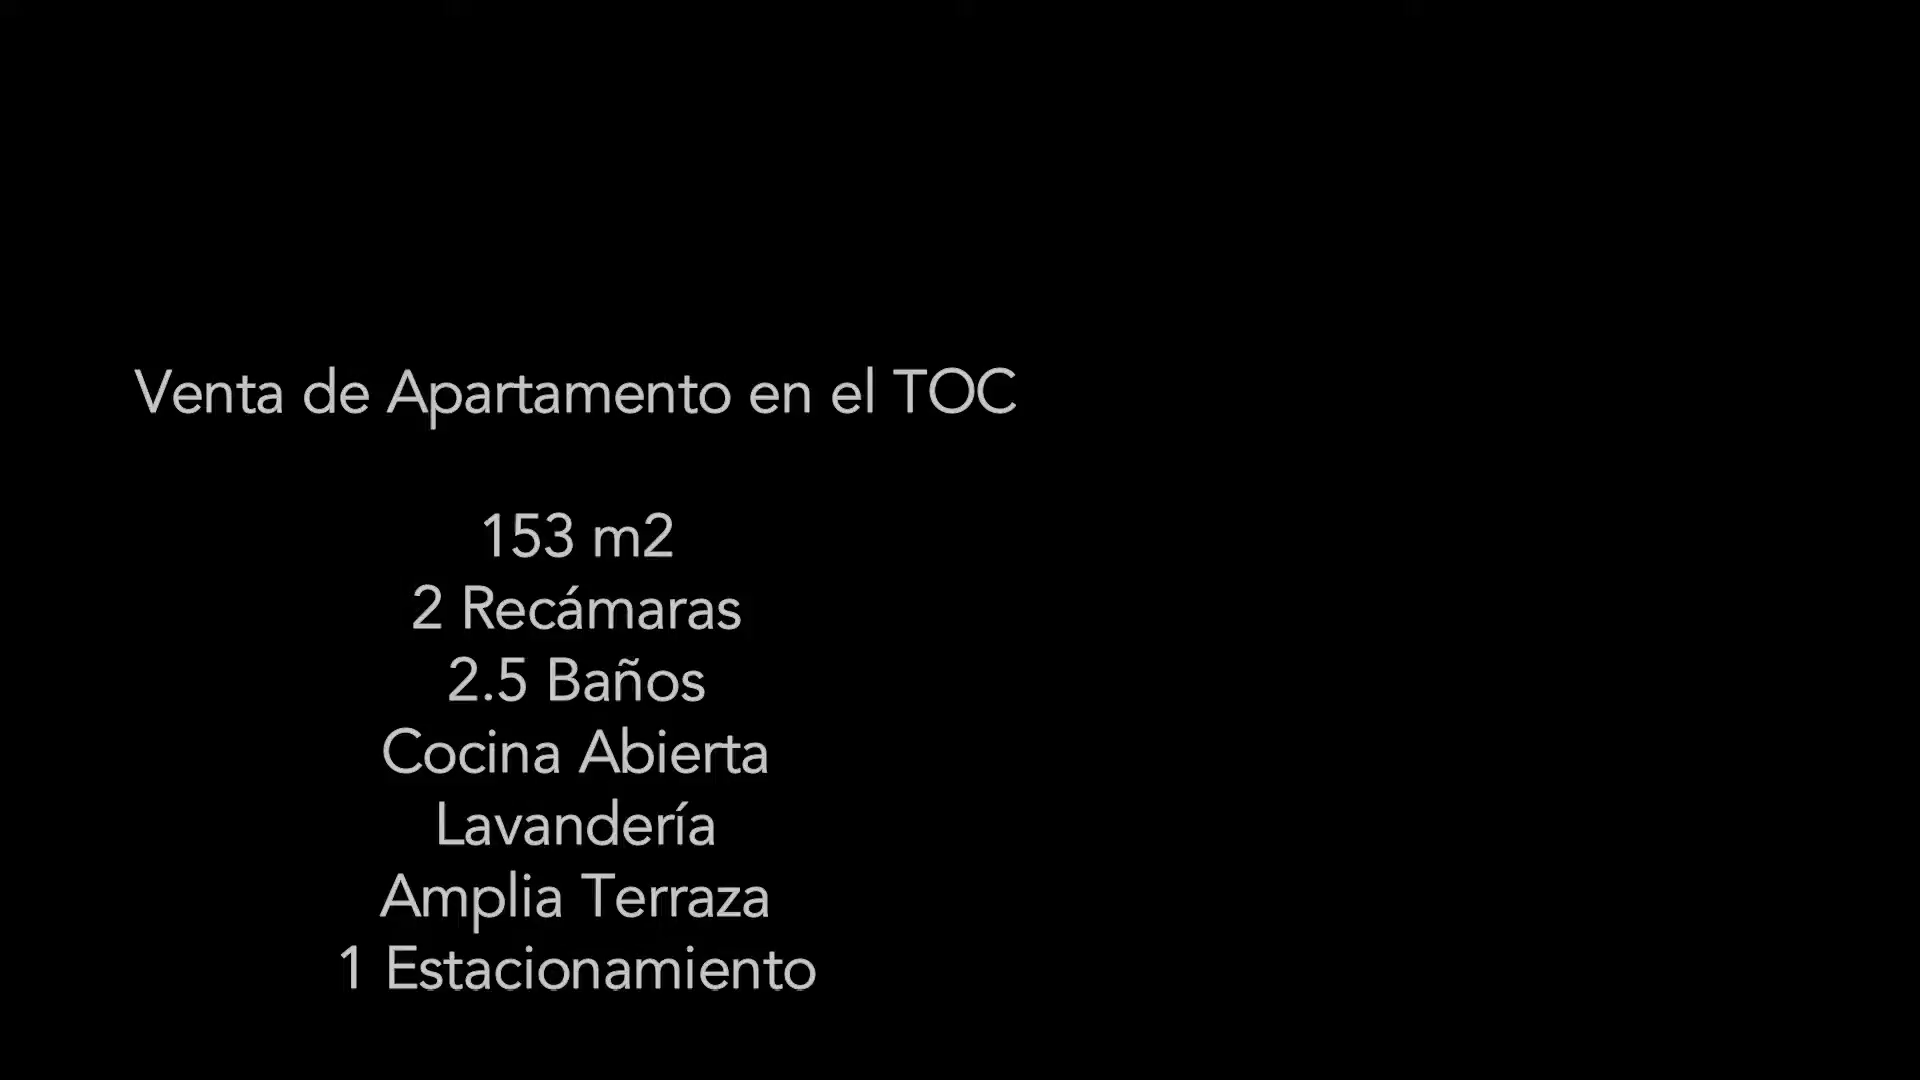 Venta de Apartamento en el TOC
153 m2
2 Recámaras
2.5 Baños
Cocina Abierta
Lavandería
Amplia Terraza
1 Estacionamiento